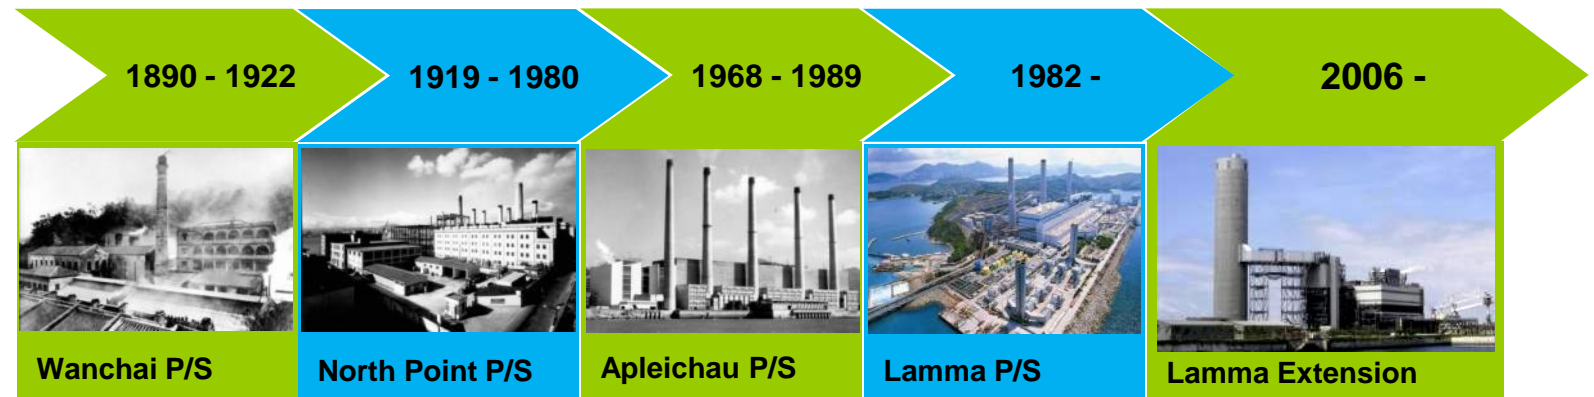 1890 - 1922
1919 - 1980
1968 - 1989
1982 -
2006 -
Wanchai P/S
North Point P/S
Apleichau P/S
Lamma P/S
Lamma Extension